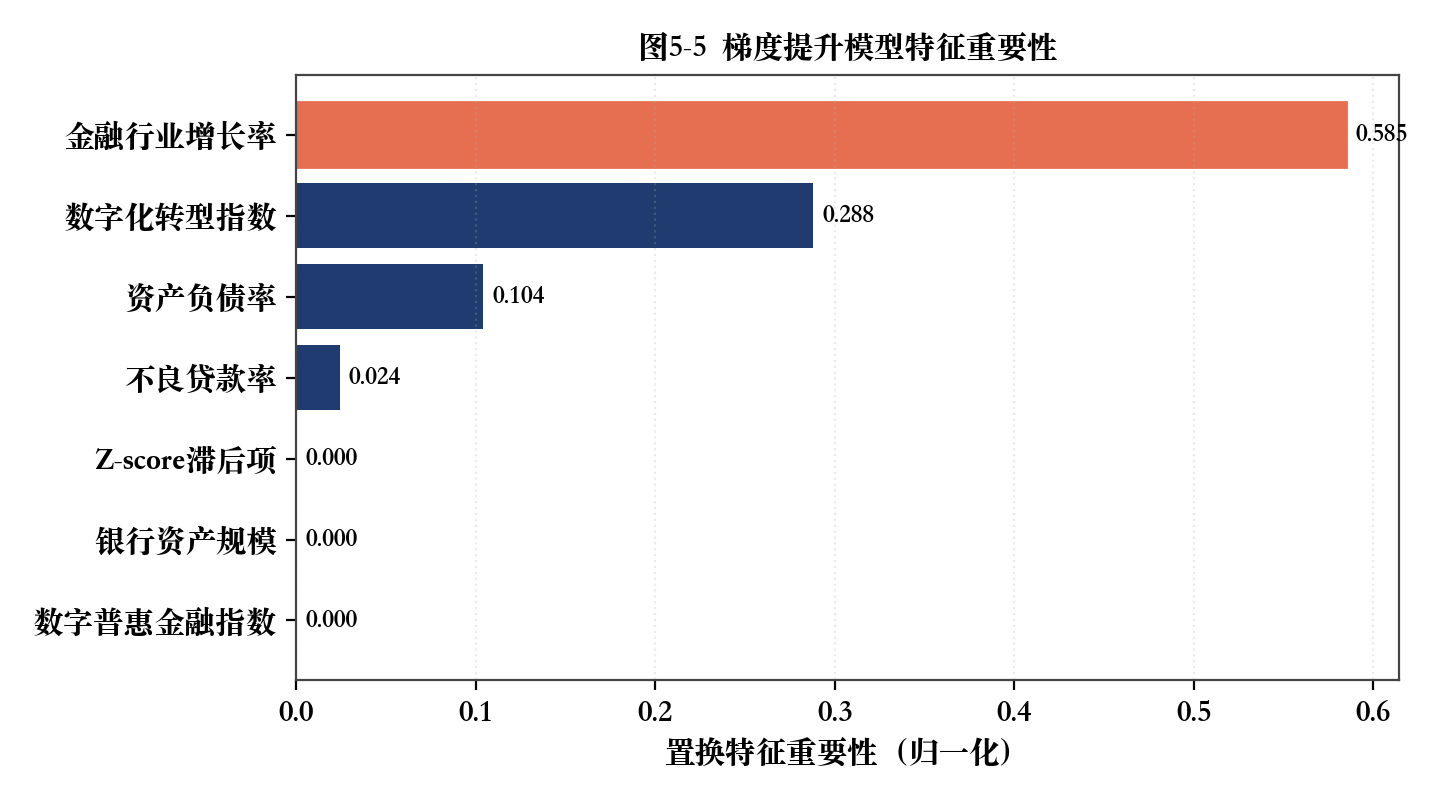 图5-5 梯度提升模型特征重要性
金融行业增长率 0.585
数字化转型指数 0.288
资产负债率 0.104
不良贷款率 0.024
Z-score滞后项 0.000
银行资产规模 0.000
数字普惠金融指数 0.000
0.0 0.1 0.2 0.3 0.4 0.5 0.6
置换特征重要性（归一化）